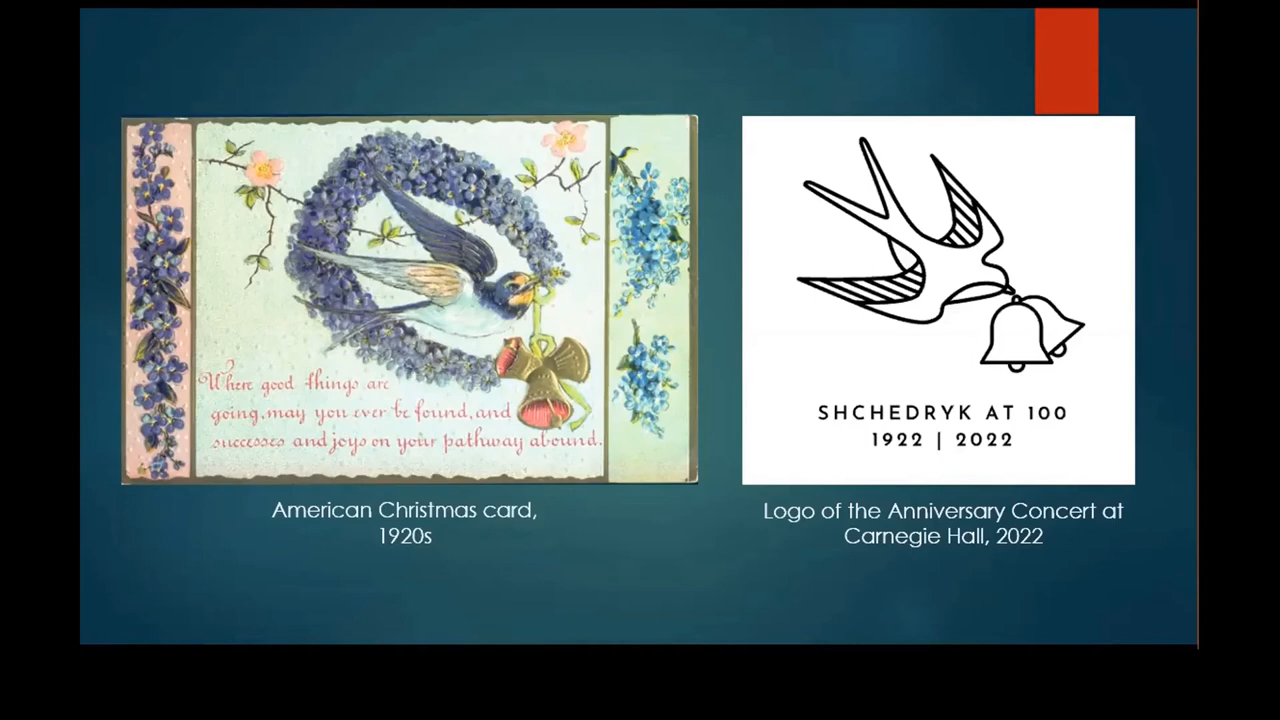 Where good things are
going, may you ever be found, and
successes and joys on your pathway abound.
American Christmas card,
1920s
SHCHEDRYK AT 100
1922 | 2022
Logo of the Anniversary Concert at
Carnegie Hall, 2022